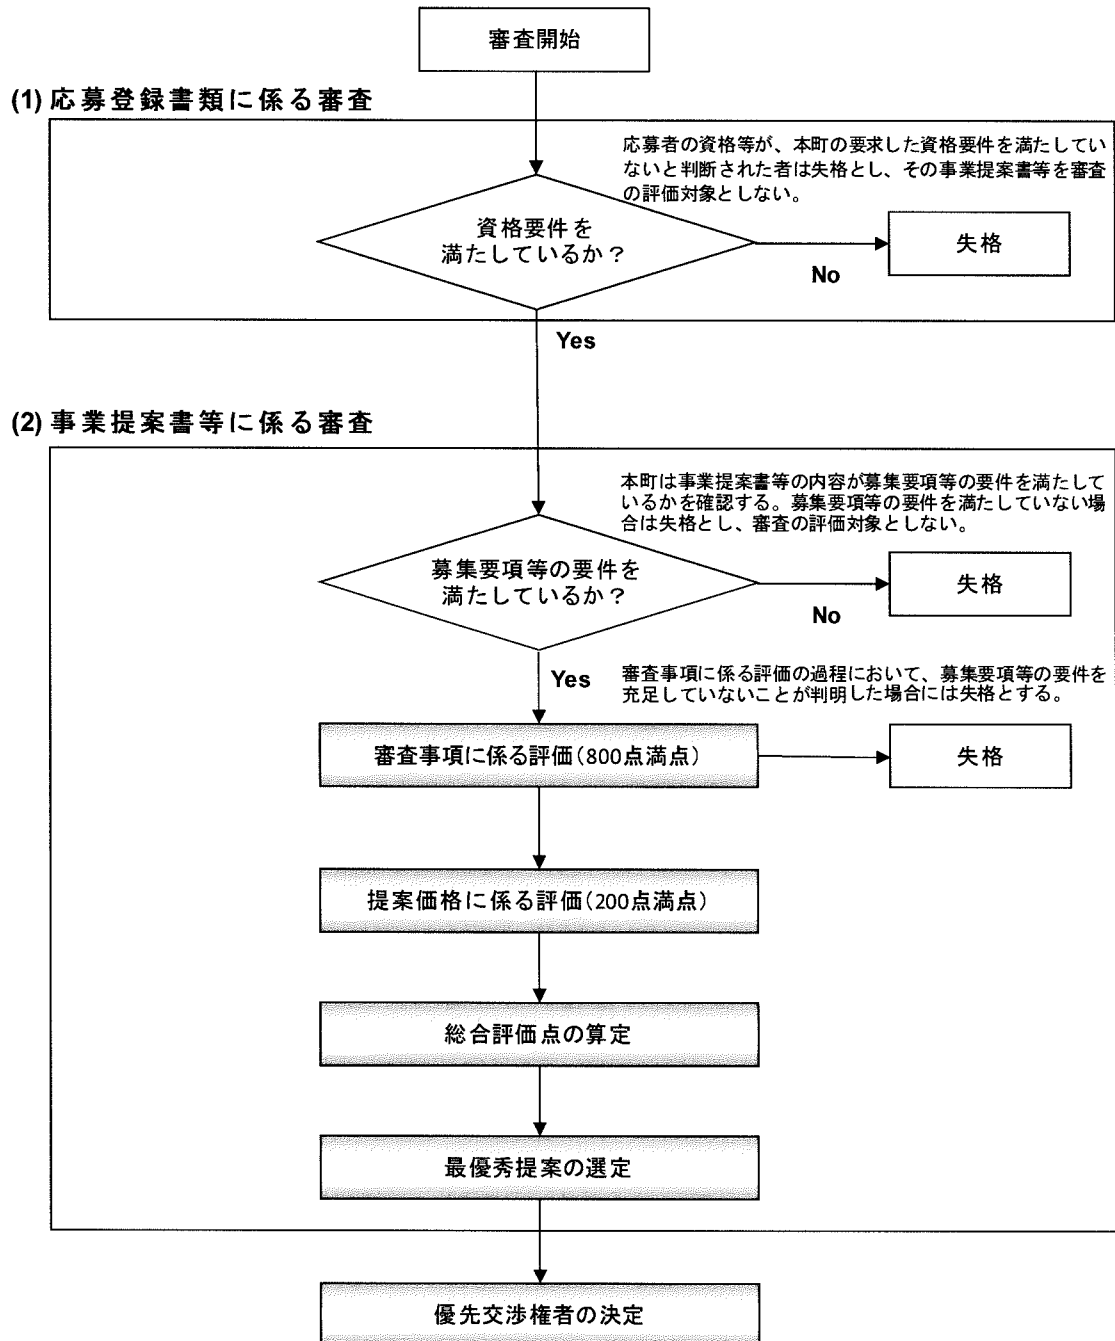 審査開始
(1) 応募登録書類に係る審査
応募者の資格等が、本町の要求した資格要件を満たしてい
ないと判断された者は失格とし、その事業提案書等を審査
の評価対象としない。
資格要件を
満たしているか？
失格
No
Yes
(2) 事業提案書等に係る審査
本町は事業提案書等の内容が募集要項等の要件を満たして
いるかを確認する。募集要項等の要件を満たしていない場
合は失格とし、審査の評価対象としない。
募集要項等の要件を
満たしているか？
失格
No
Yes
審査事項に係る評価の過程において、募集要項等の要件を
充足していないことが判明した場合には失格とする。
審査事項に係る評価（800点満点）
失格
提案価格に係る評価（200点満点）
総合評価点の算定
最優秀提案の選定
優先交渉権者の決定